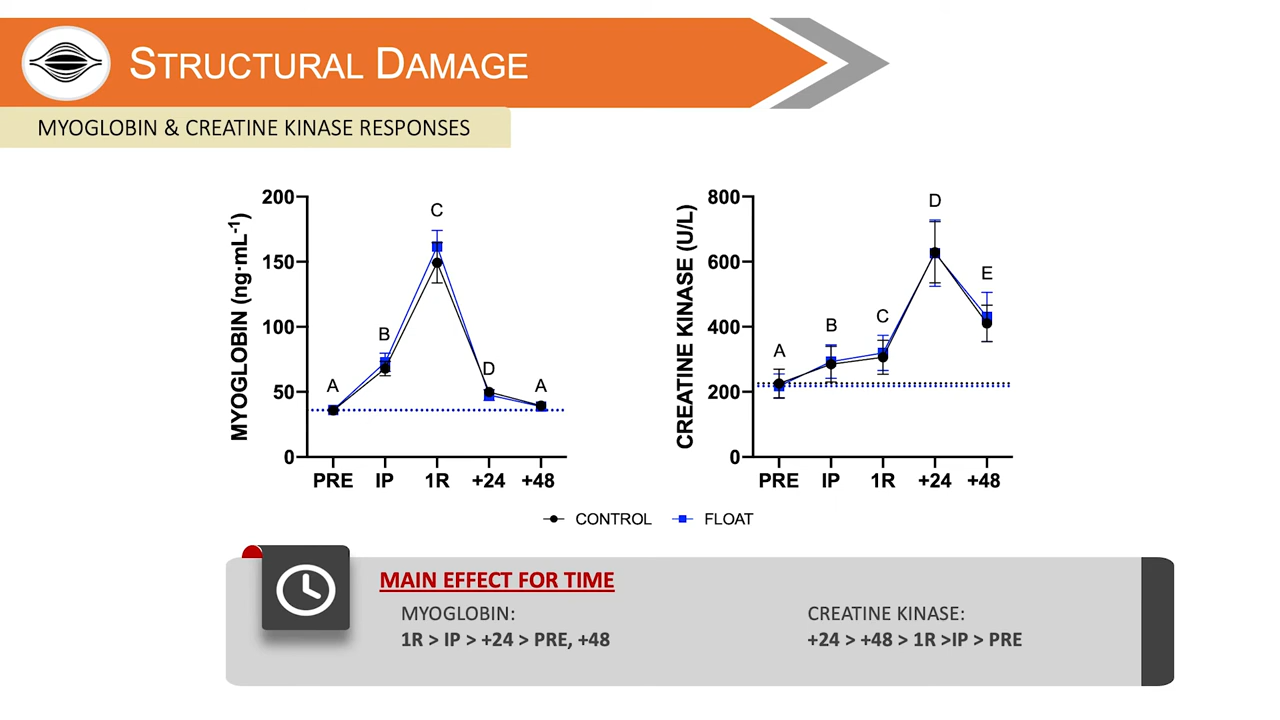 STRUCTURAL DAMAGE
MYOGLOBIN & CREATINE KINASE RESPONSES
MYOGLOBIN (ng·mL⁻¹)
200
150
100
50
0
A
B
C
D
A
PRE IP 1R +24 +48
CREATINE KINASE (U/L)
800
600
400
200
0
A
B
C
D
E
PRE IP 1R +24 +48
CONTROL FLOAT
MAIN EFFECT FOR TIME
MYOGLOBIN:
1R > IP > +24 > PRE, +48
CREATINE KINASE:
+24 > +48 > 1R >IP > PRE